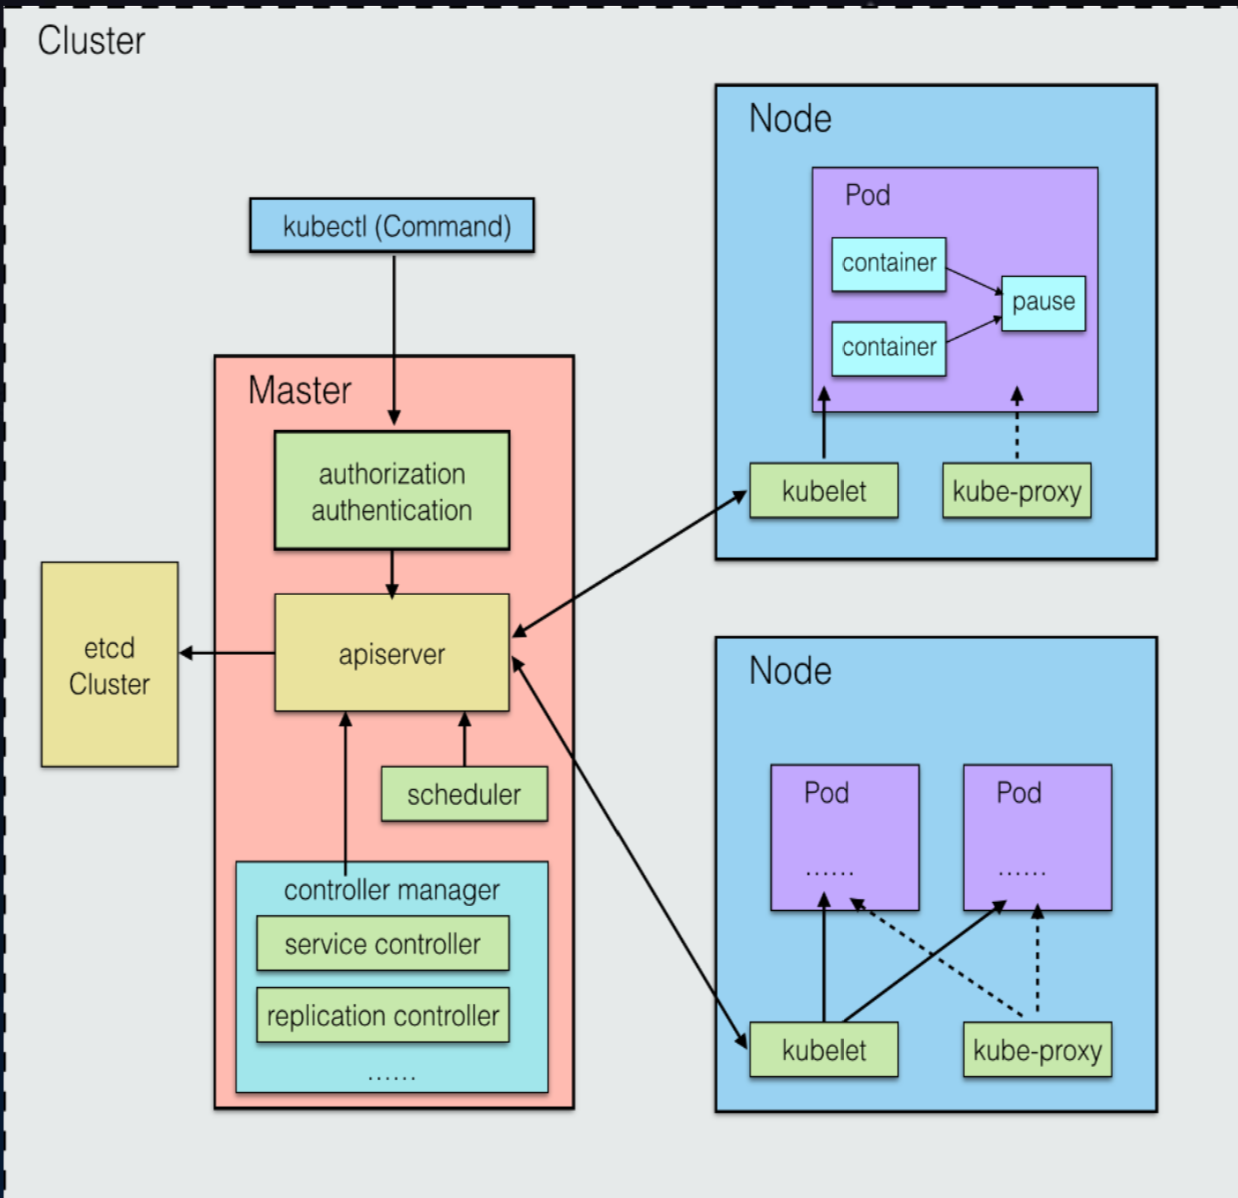 Cluster
kubectl (Command)
Master
authorization
authentication
etcd
Cluster
apiserver
scheduler
controller manager
service controller
replication controller
......
Node
Pod
container
container
pause
kubelet
kube-proxy
Node
Pod
......
Pod
......
kubelet
kube-proxy